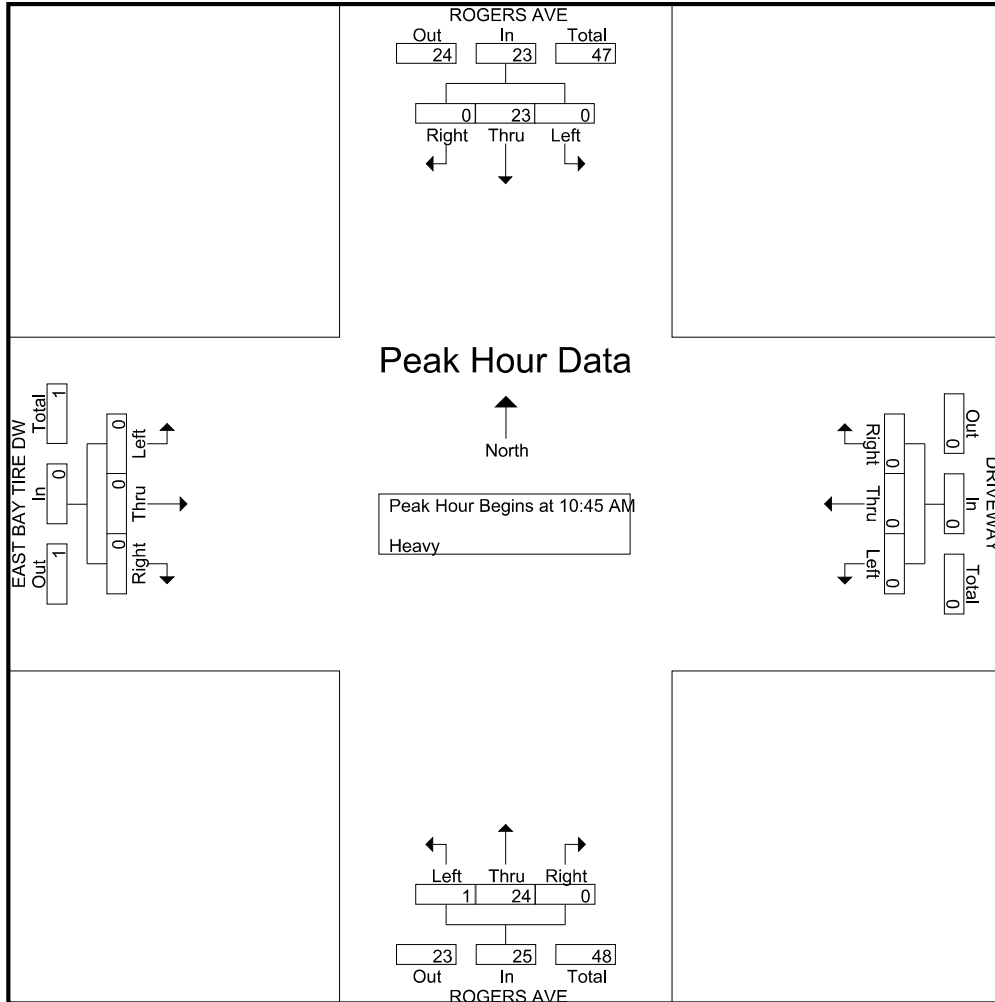 ROGERS AVE
Out In Total
24 23 47
0 23 0
Right Thru Left
Peak Hour Data
North
Peak Hour Begins at 10:45 AM
Heavy
EAST BAY TIRE DW
Out In Total
1 0 1
0 0 0
Left Thru Right
DRIVEWAY
Out In Total
0 0 0
0 0 0
Right Thru Left
Left Thru Right
1 24 0
23 25 48
Out In Total
ROGERS AVE